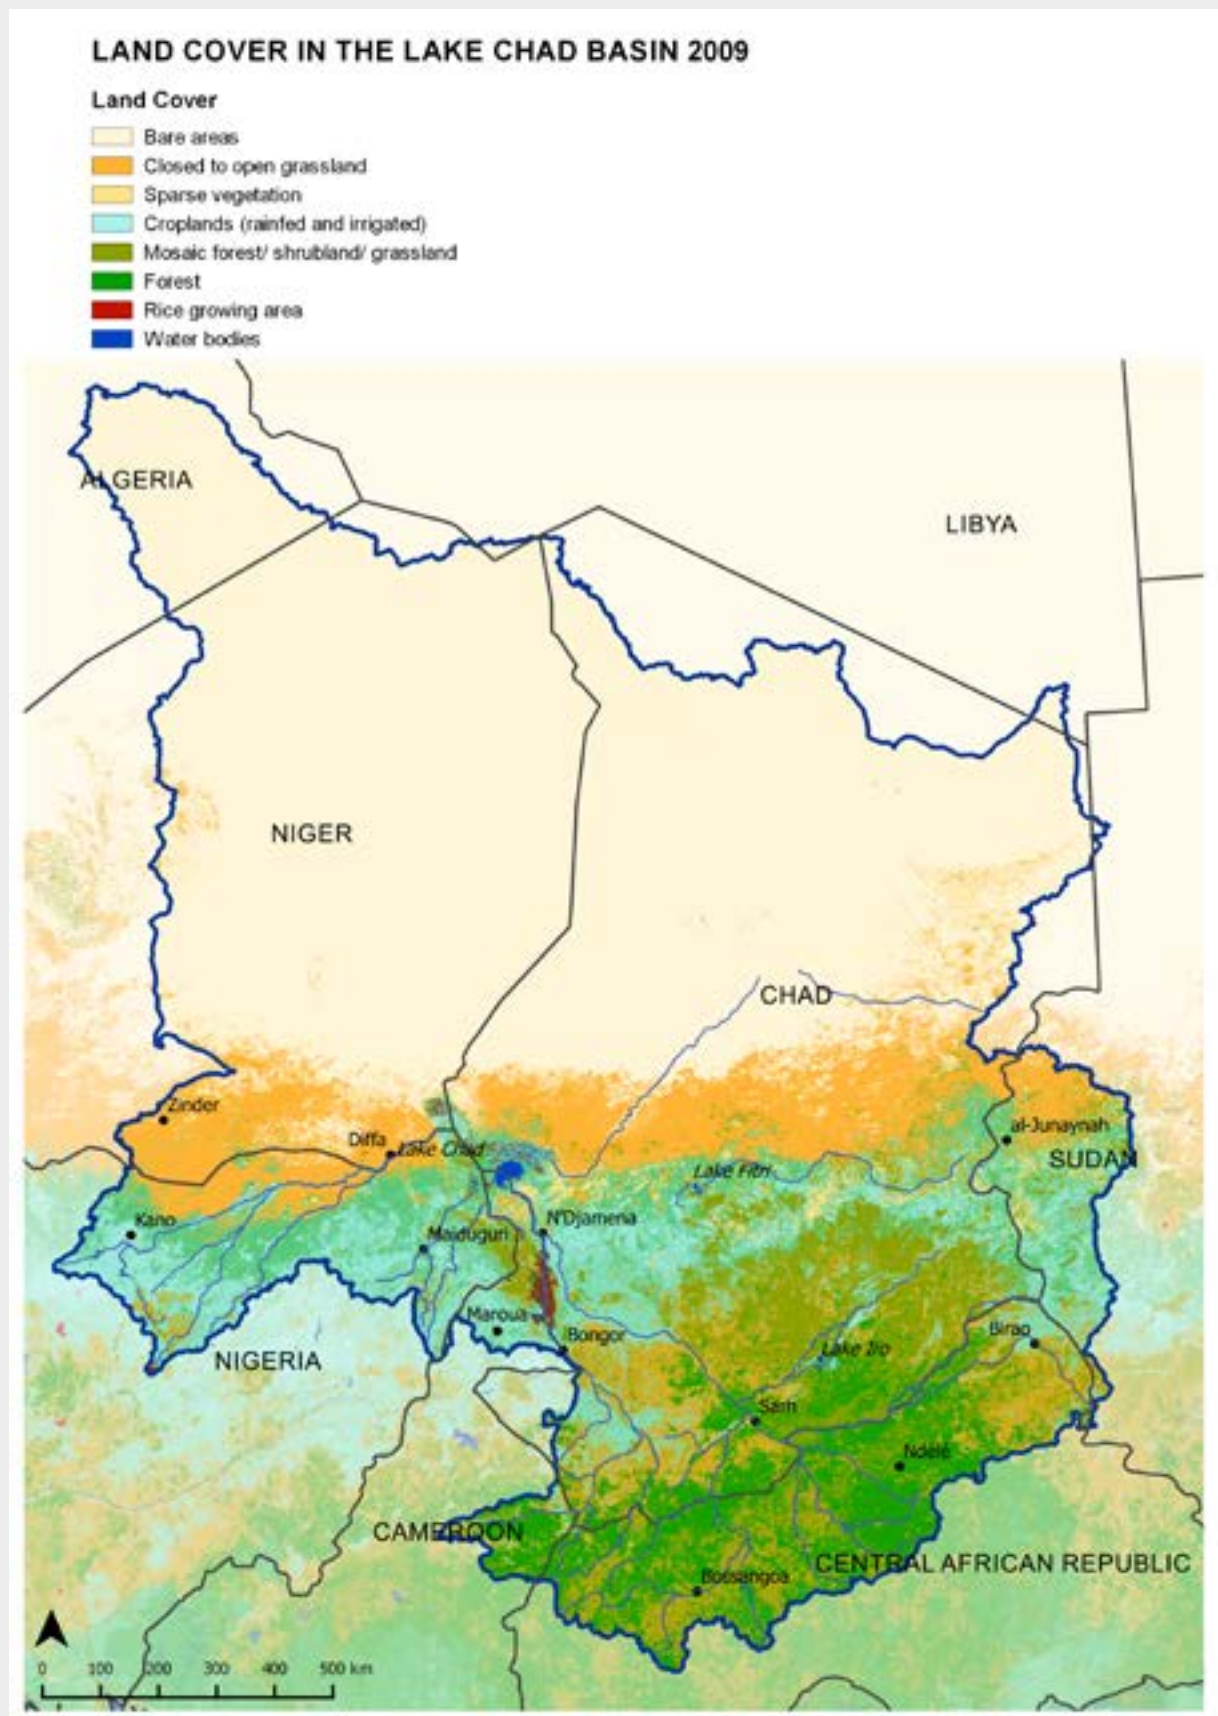 LAND COVER IN THE LAKE CHAD BASIN 2009
Land Cover
Bare areas
Closed to open grassland
Sparse vegetation
Croplands (rainfed and irrigated)
Mosaic forest/ shrubland/ grassland
Forest
Rice growing area
Water bodies
ALGERIA
LIBYA
NIGER
CHAD
Zinder
al-Junaynah
Diffa
Lake Chad
SUDAN
Lake Fitri
Kano
N'Djamena
Maiduguri
Maroua
Bongor
Birao
Lake Iro
NIGERIA
Sarh
Ndele
CAMEROON
CENTRAL AFRICAN REPUBLIC
Bossangoa
0 100 200 300 400 500 km